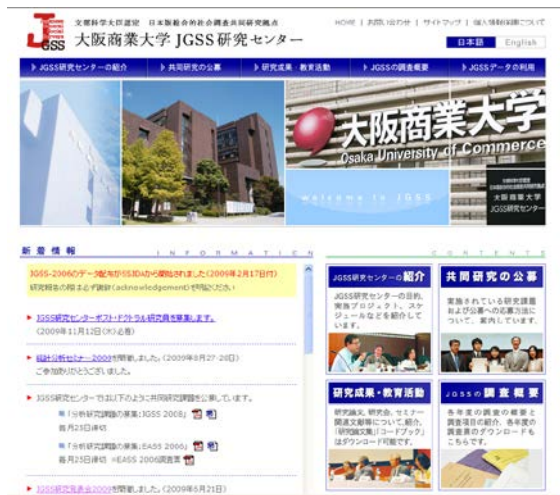 文部科学大臣認定 日本版総合的社会調査共同研究拠点
HOME | お問い合わせ | サイトマップ | 個人情報保護について
JGSS
大阪商業大学 JGSS研究センター
日本語 English
JGSS研究センターの紹介 共同研究の公募 研究成果・教育活動 JGSSの調査概要 JGSSデータの利用
大阪商業大学
Osaka University of Commerce
welcome to JGSS
大阪商業大学
JGSS研究センター
新着情報 INFORMATION
CONTENTS
JGSS-2006のデータ配布がSSJDAから開始されました(2009年2月17日付)
研究報告の際は必ず謝辞(acknowledgement)を明記ください
JGSS研究センターポスト・ドクトラル研究員を募集します。
(2009年11月12日(木)必着)
統計分析セミナー2009を開催しました。(2009年8月27-28日)
ご参加ありがとうございました。
JGSS研究センターでは以下のように共同研究課題を公募しています。
「分析研究課題の募集:JGSS 2008」
毎月25日締切
「分析研究課題の募集:EASS 2006」
毎月25日締切 ⇒EASS 2006調査票
JGSS研究発表会2009を開催しました。(2009年6月21日)
JGSS研究センターの紹介
JGSS研究センターの目的、
実施プロジェクト、スケ
ジュールなどを紹介して
います。
共同研究の公募
実施されている研究課題
および公募への応募方法に
ついて、案内しています。
研究成果・教育活動
研究論文、研究会、セミナー
関連文献等について、紹介。
「研究論文集」「コードブック」
はダウンロード可能です。
JGSSの調査概要
各年度の調査の概要と
調査項目の紹介、各年度の
調査票のダウンロードも
こちらです。